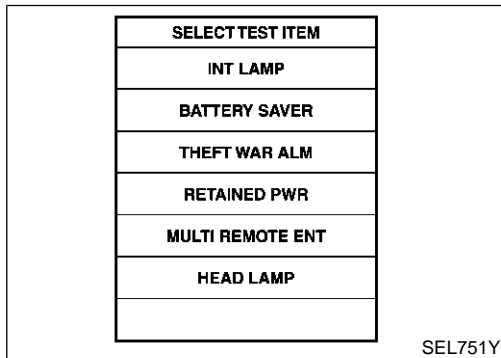 SELECT TEST ITEM
INT LAMP
BATTERY SAVER
THEFT WAR ALM
RETAINED PWR
MULTI REMOTE ENT
HEAD LAMP
SEL751Y